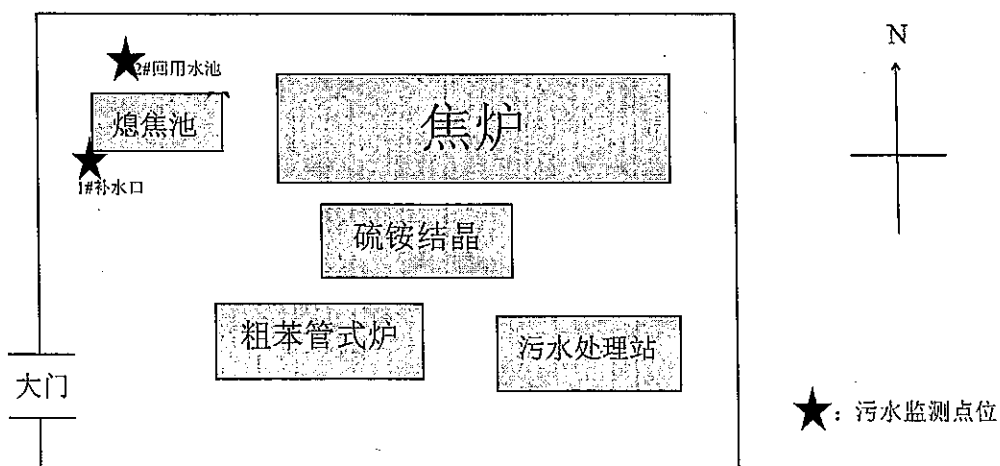 N
2#回用水池
熄焦池
焦炉
1#补水口
硫铵结晶
粗苯管式炉
污水处理站
大门
★：污水监测点位